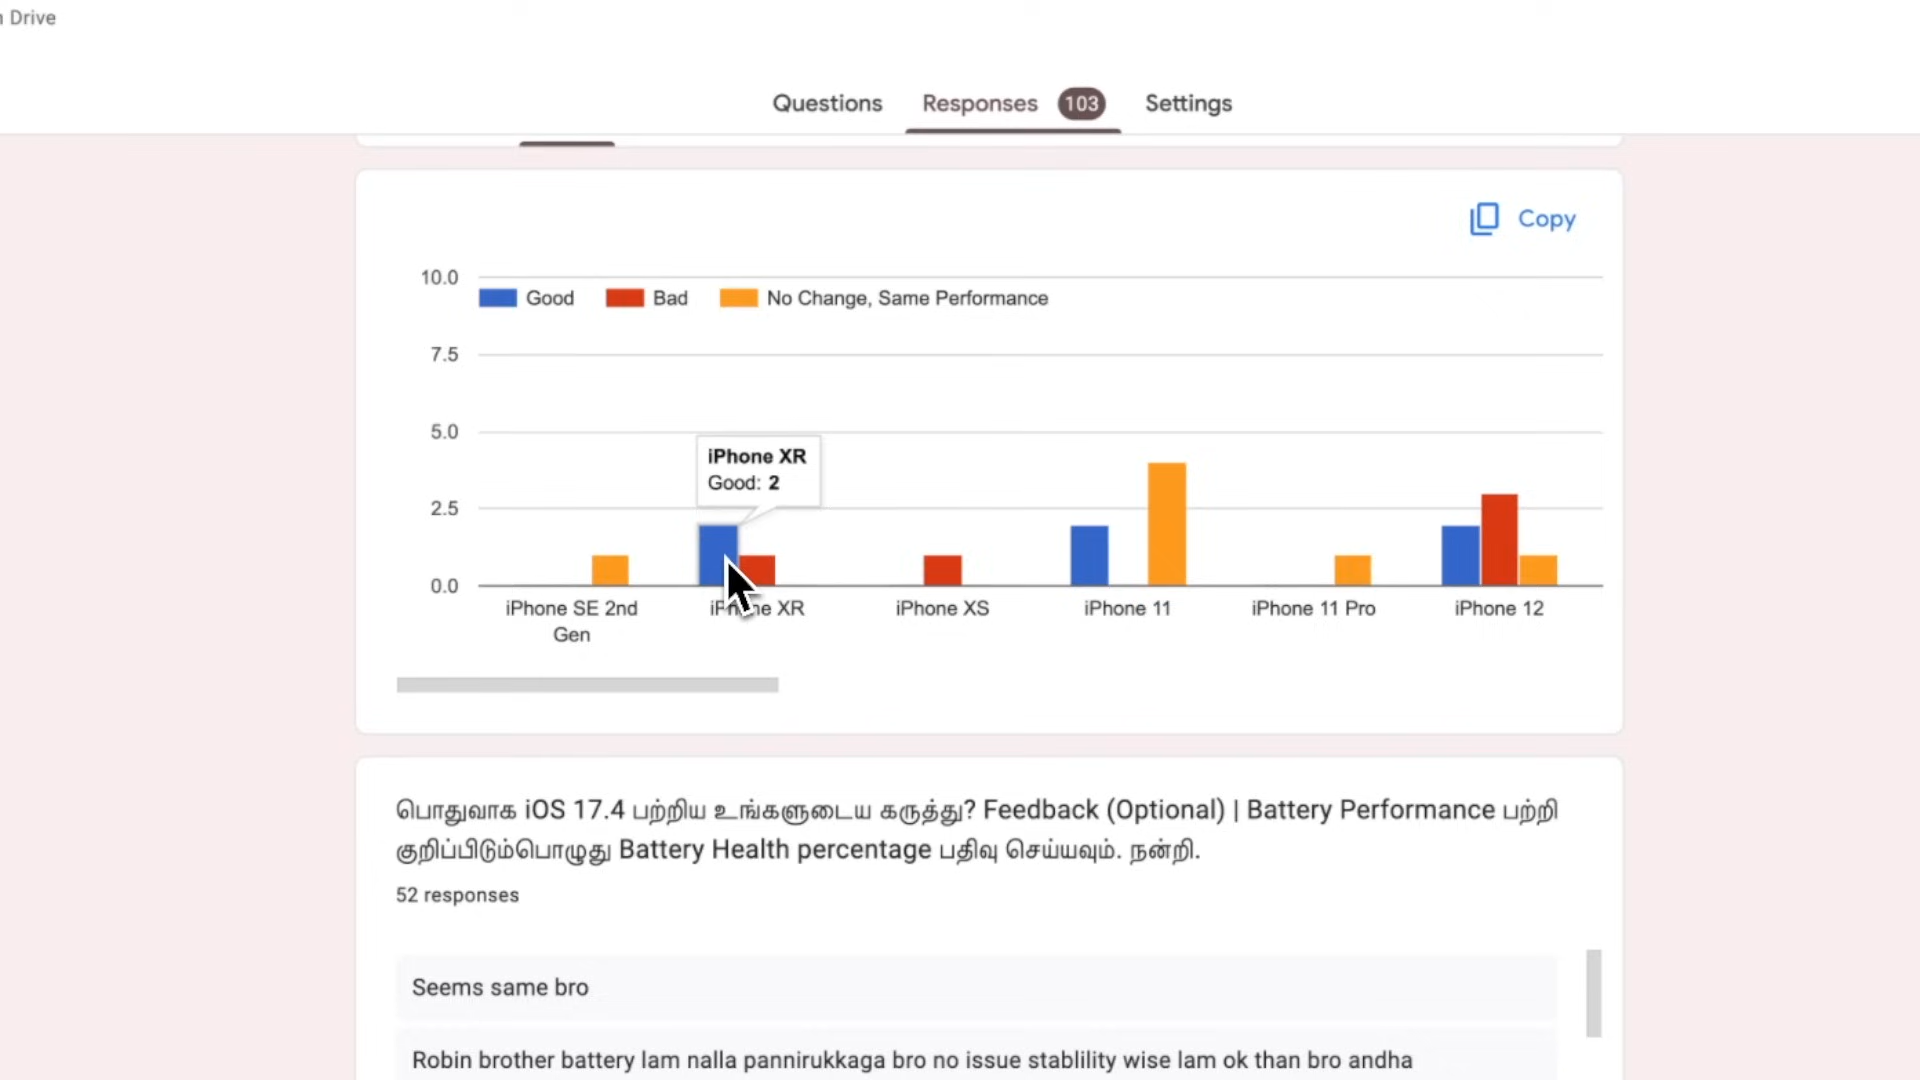 Drive
Questions Responses 103 Settings
Copy
10.0
Good Bad No Change, Same Performance
7.5
5.0
iPhone XR
Good: 2
2.5
0.0
iPhone SE 2nd Gen iPhone XR iPhone XS iPhone 11 iPhone 11 Pro iPhone 12
பொதுவாக iOS 17.4 பற்றிய உங்களுடைய கருத்து? Feedback (Optional) | Battery Performance பற்றி
குறிப்பிடும்பொழுது Battery Health percentage பதிவு செய்யவும். நன்றி.
52 responses
Seems same bro
Robin brother battery lam nalla pannirukkaga bro no issue stablility wise lam ok than bro andha